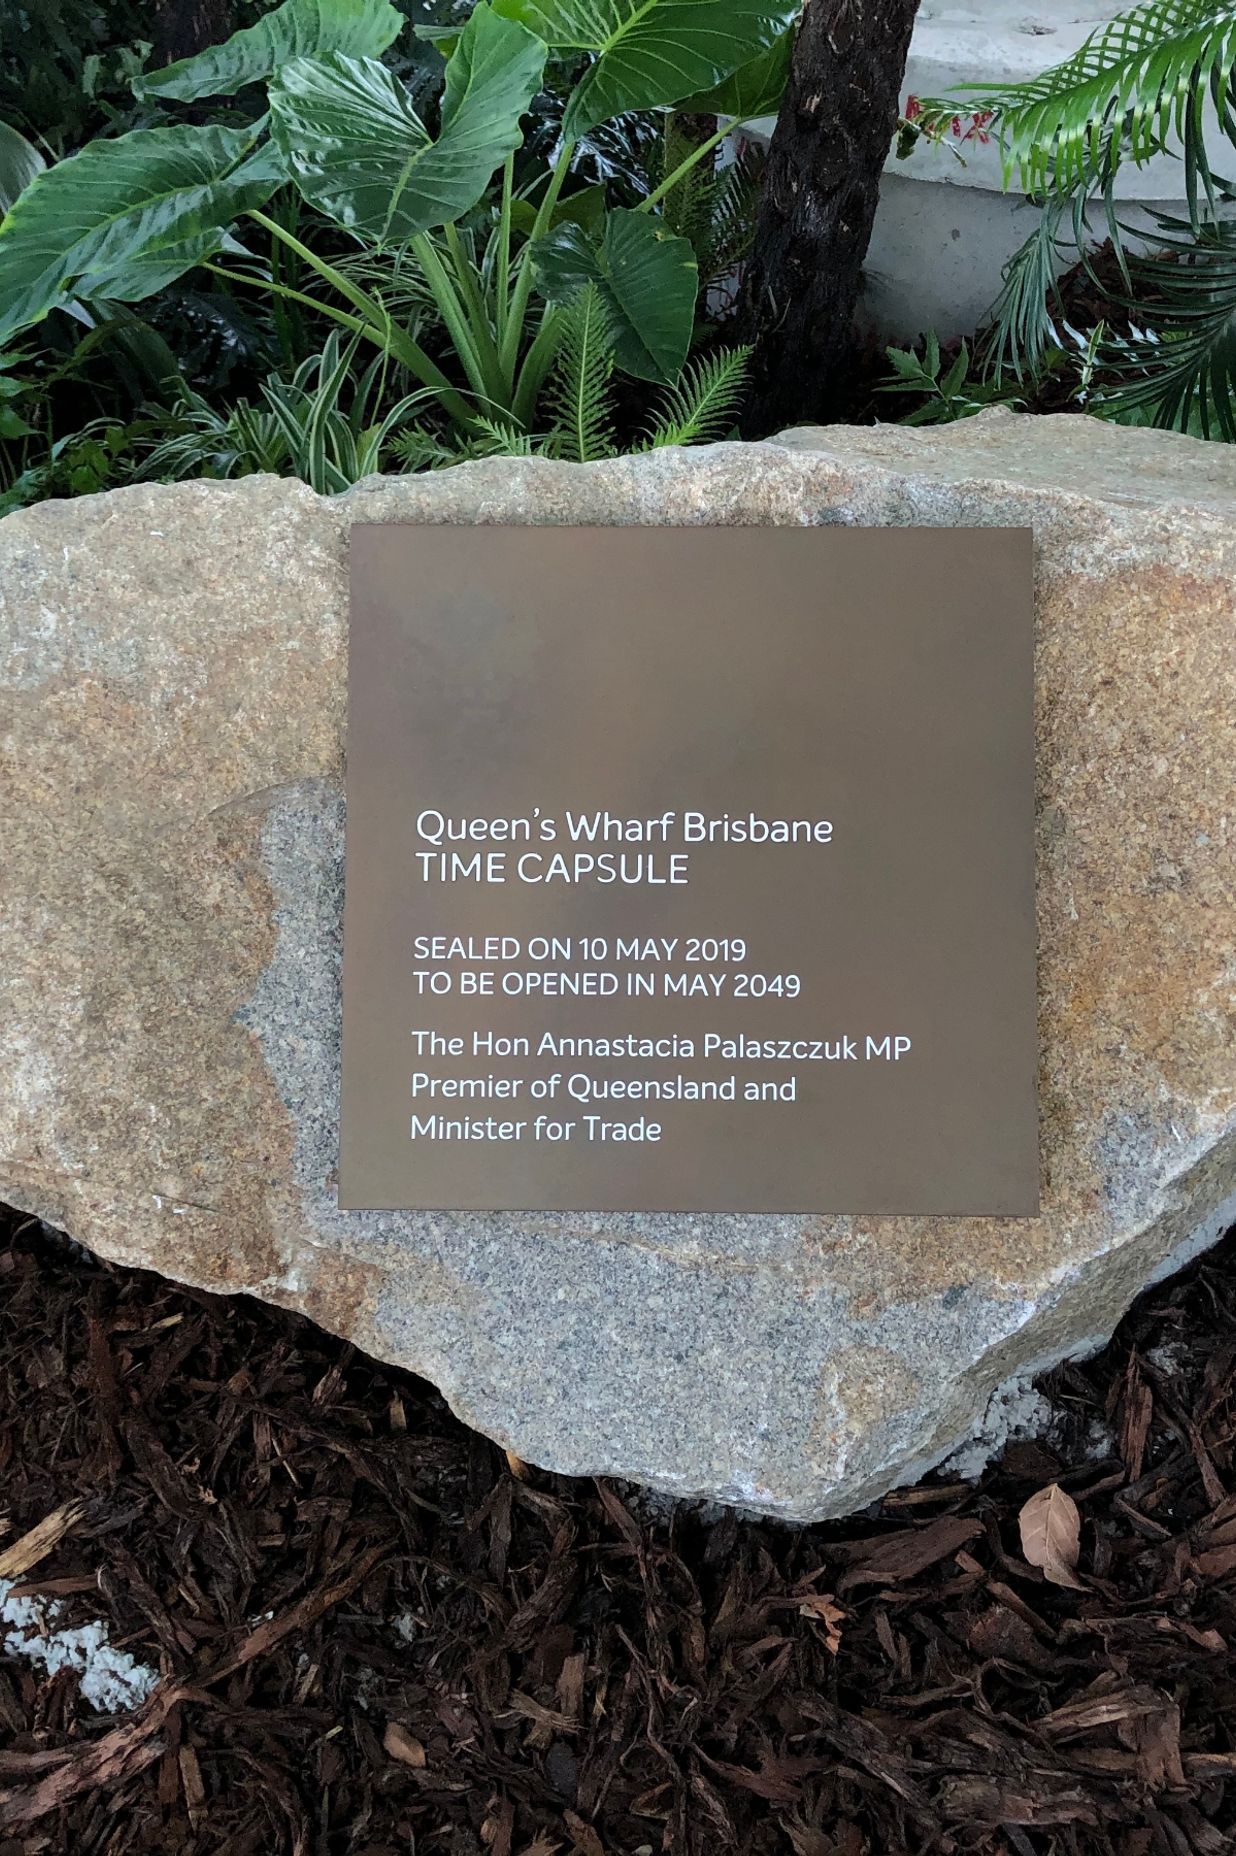 Queen's Wharf Brisbane
TIME CAPSULE
SEALED ON 10 MAY 2019
TO BE OPENED IN MAY 2049
The Hon Annastacia Palaszczuk MP
Premier of Queensland and
Minister for Trade